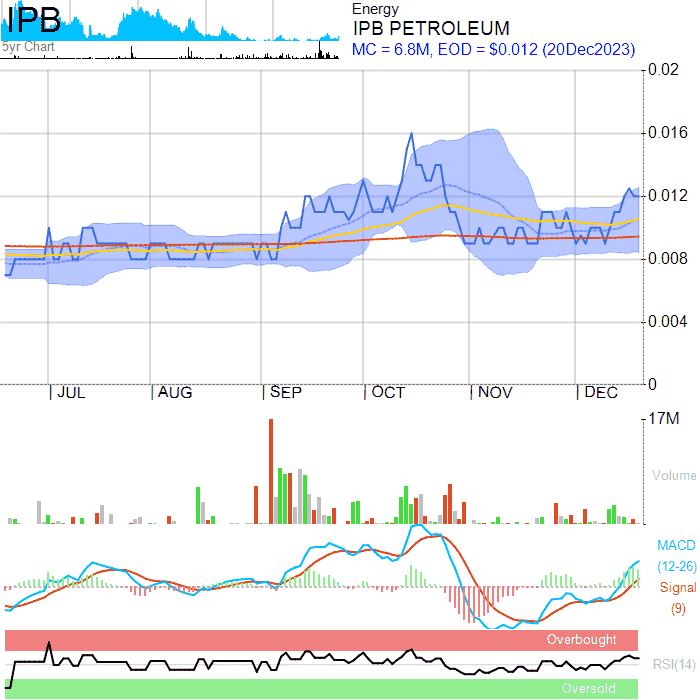 IPB
5yr Chart
Energy
IPB PETROLEUM
MC = 6.8M, EOD = $0.012 (20Dec2023)
0.02
0.016
0.012
0.008
0.004
0
JUL AUG SEP OCT NOV DEC
17M
Volume
MACD
(12-26)
Signal
(9)
Overbought
RSI(14)
Oversold